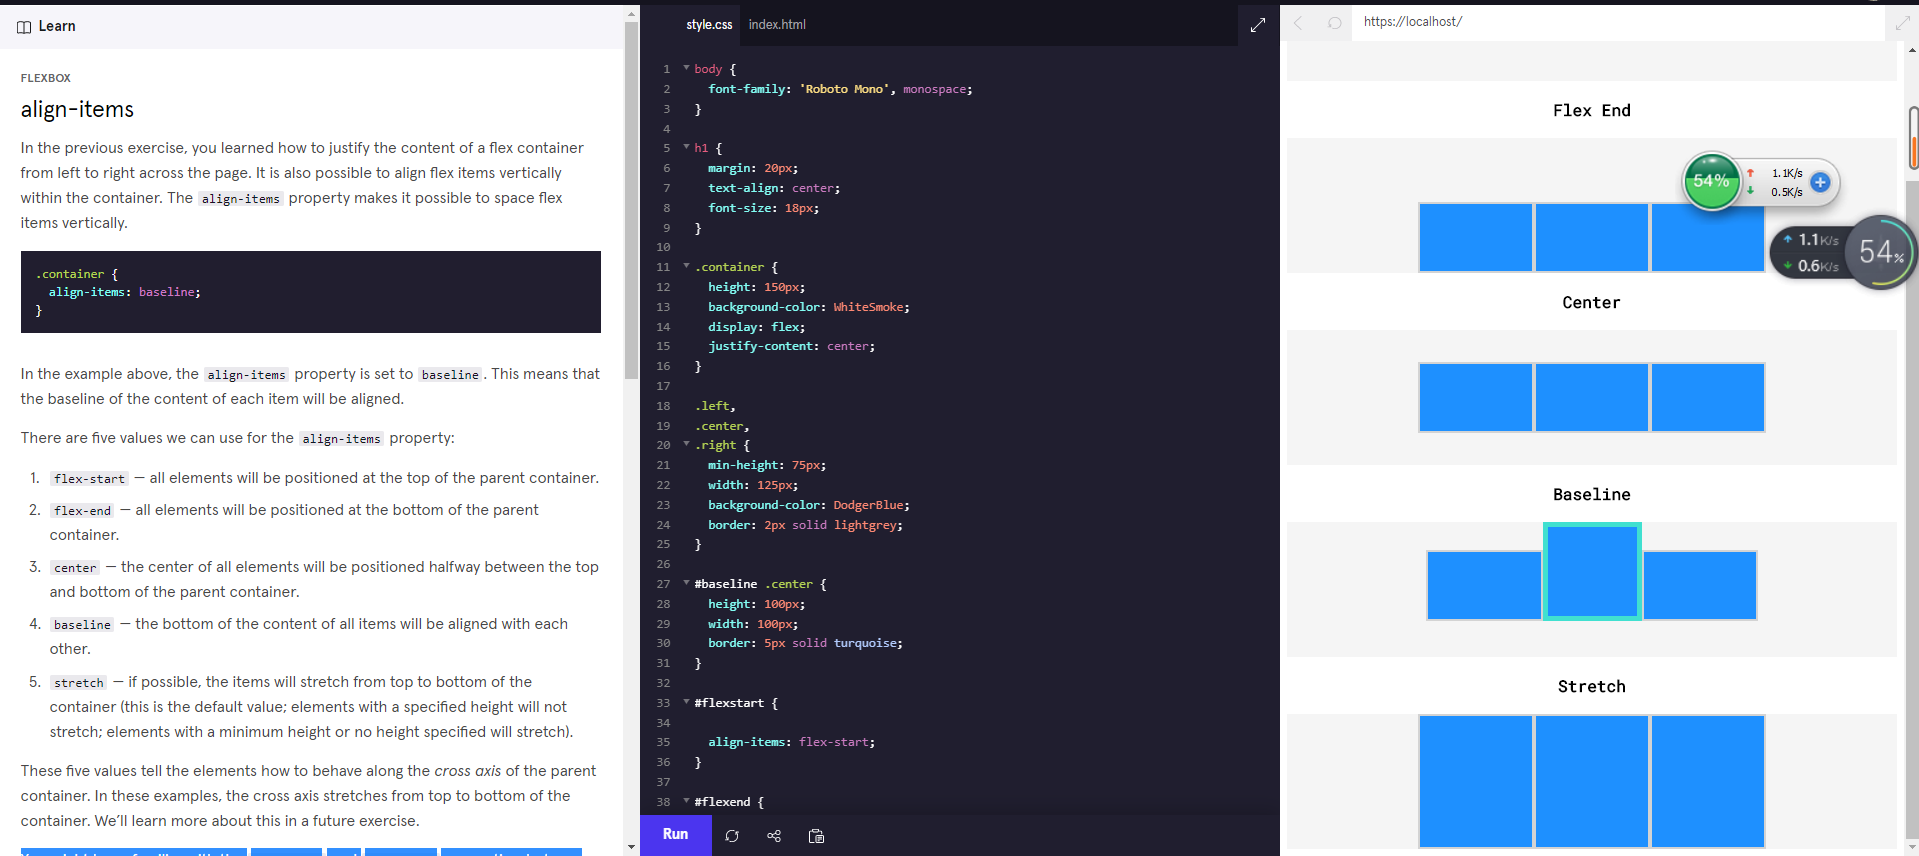 Learn
FLEXBOX
align-items
In the previous exercise, you learned how to justify the content of a flex container
from left to right across the page. It is also possible to align flex items vertically
within the container. The align-items property makes it possible to space flex
items vertically.
.container {
align-items: baseline;
}
In the example above, the align-items property is set to baseline. This means that
the baseline of the content of each item will be aligned.
There are five values we can use for the align-items property:
1. flex-start — all elements will be positioned at the top of the parent container.
2. flex-end — all elements will be positioned at the bottom of the parent
container.
3. center — the center of all elements will be positioned halfway between the top
and bottom of the parent container.
4. baseline — the bottom of the content of all items will be aligned with each
other.
5. stretch — if possible, the items will stretch from top to bottom of the
container (this is the default value; elements with a specified height will not
stretch; elements with a minimum height or no height specified will stretch).
These five values tell the elements how to behave along the cross axis of the parent
container. In these examples, the cross axis stretches from top to bottom of the
container. We'll learn more about this in a future exercise.
style.css index.html
1 body {
2 font-family: 'Roboto Mono', monospace;
3 }
4
5 h1 {
6 margin: 20px;
7 text-align: center;
8 font-size: 18px;
9 }
10
11 .container {
12 height: 150px;
13 background-color: WhiteSmoke;
14 display: flex;
15 justify-content: center;
16 }
17
18 .left,
19 .center,
20 .right {
21 min-height: 75px;
22 width: 125px;
23 background-color: DodgerBlue;
24 border: 2px solid lightgrey;
25 }
26
27 #baseline .center {
28 height: 100px;
29 width: 100px;
30 border: 5px solid turquoise;
31 }
32
33 #flexstart {
34
35 align-items: flex-start;
36 }
37
38 #flexend {
Run
https://localhost/
Flex End
54% 1.1K/s
0.5K/s
1.1K/s
0.6K/s
54%
Center
Baseline
Stretch